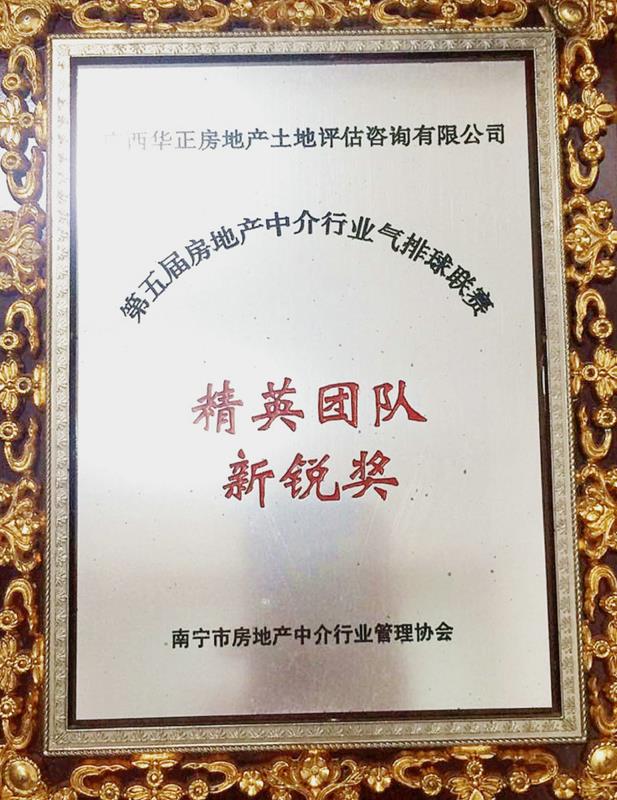 广西华正房地产土地评估咨询有限公司
第五届房地产中介行业气排球联赛
精英团队
新锐奖
南宁市房地产中介行业管理协会